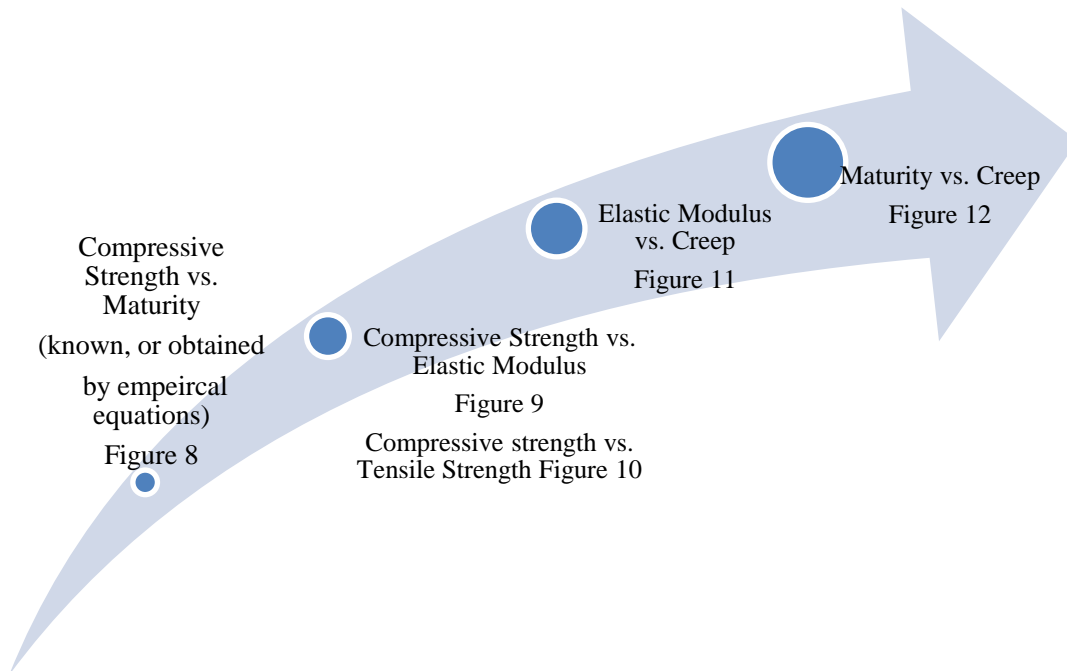 Compressive
Strength vs.
Maturity
(known, or obtained
by empeircal
equations)
Figure 8
Compressive Strength vs.
Elastic Modulus
Figure 9
Compressive strength vs.
Tensile Strength Figure 10
Elastic Modulus
vs. Creep
Figure 11
Maturity vs. Creep
Figure 12